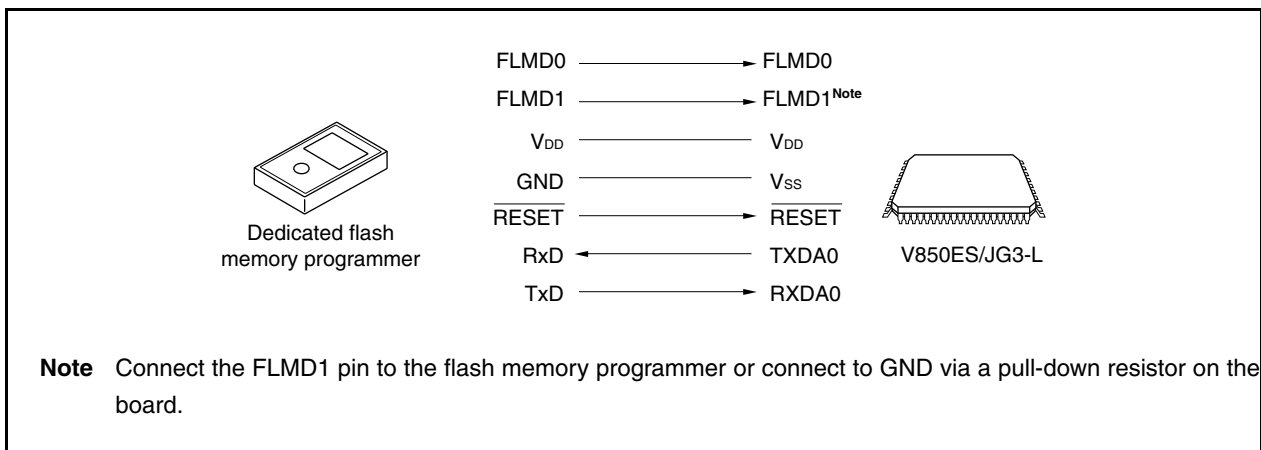 FLMD0 FLMD0
FLMD1 FLMD1Note
VDD VDD
GND VSS
RESET RESET
Dedicated flash
memory programmer
RxD TXDA0
V850ES/JG3-L
TxD RXDA0
Note Connect the FLMD1 pin to the flash memory programmer or connect to GND via a pull-down resistor on the
board.